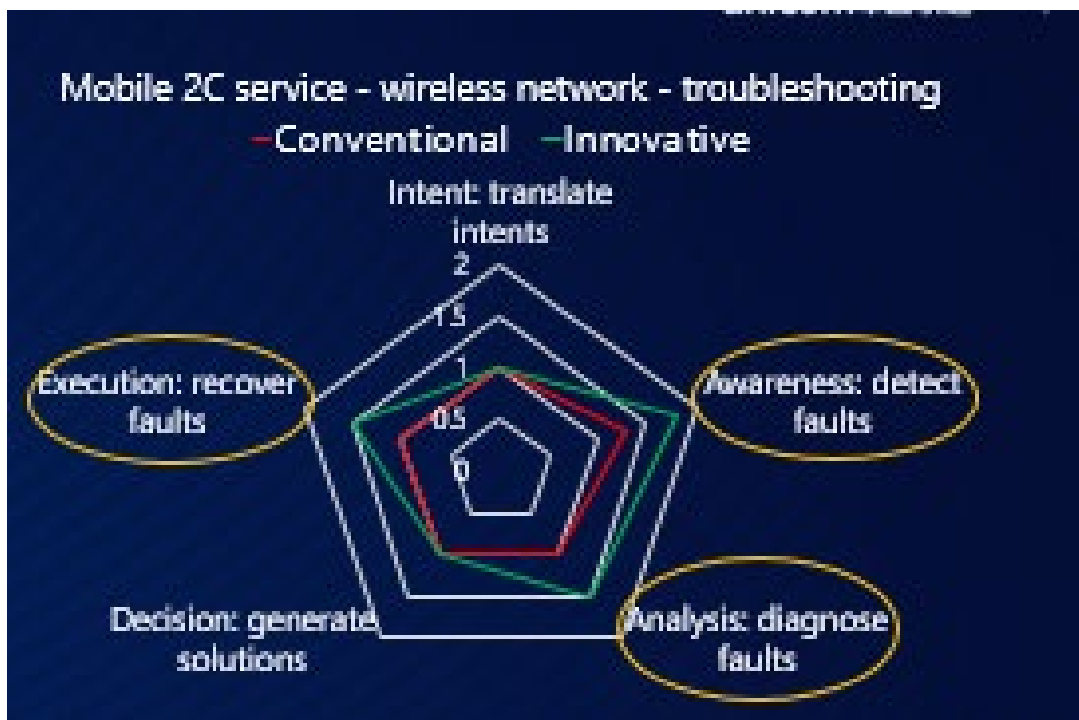 Mobile 2C service - wireless network - troubleshooting
Conventional Innovative
Intent: translate
intents
2
1.5
1
0.5
0
Execution: recover
faults
Awareness: detect
faults
Decision: generate
solutions
Analysis: diagnose
faults